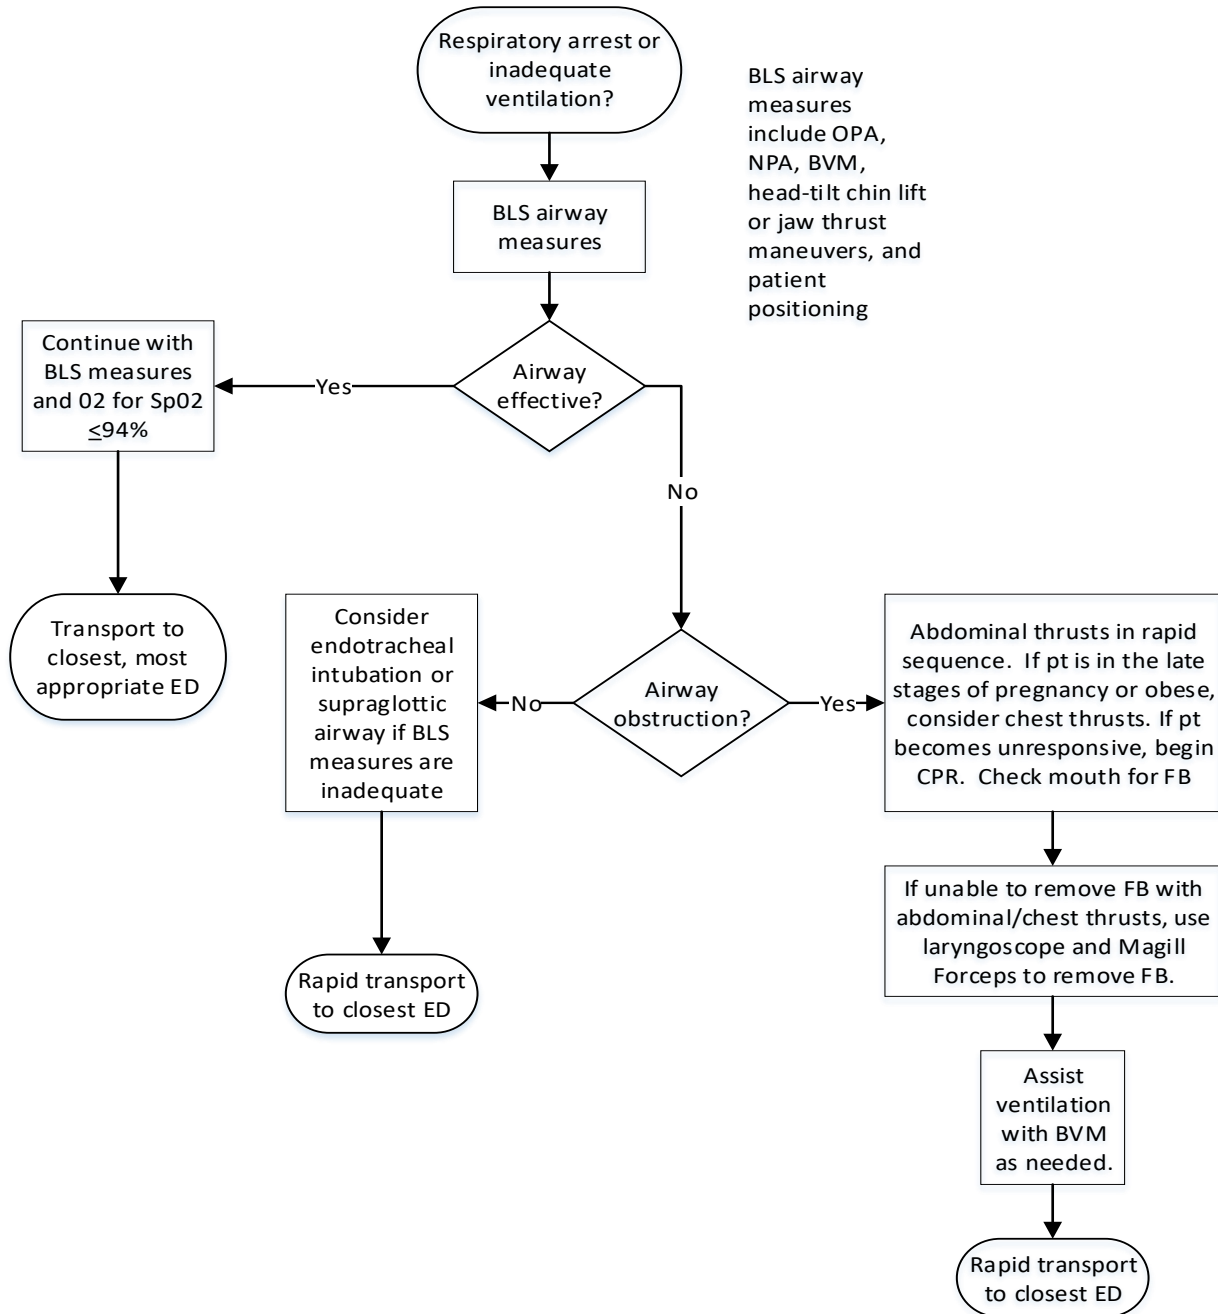 Respiratory arrest or
inadequate
ventilation?
BLS airway
measures
include OPA,
NPA, BVM,
head-tilt chin lift
or jaw thrust
maneuvers, and
patient
positioning
BLS airway
measures
Airway
effective?
Yes
Continue with
BLS measures
and 02 for Sp02
≤94%
Transport to
closest, most
appropriate ED
No
Airway
obstruction?
No
Consider
endotracheal
intubation or
supraglottic
airway if BLS
measures are
inadequate
Rapid transport
to closest ED
Yes
Abdominal thrusts in rapid
sequence.  If pt is in the late
stages of pregnancy or obese,
consider chest thrusts. If pt
becomes unresponsive, begin
CPR.  Check mouth for FB
If unable to remove FB with
abdominal/chest thrusts, use
laryngoscope and Magill
Forceps to remove FB.
Assist
ventilation
with BVM
as needed.
Rapid transport
to closest ED